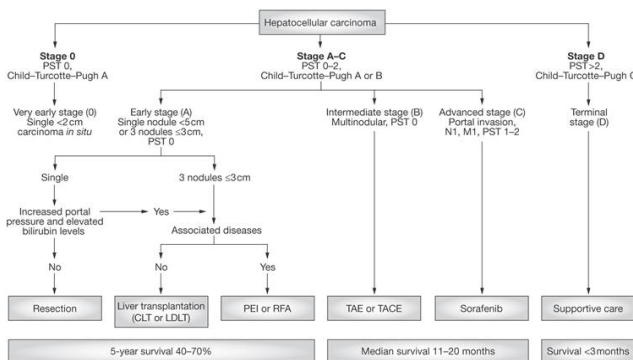 Hepatocellular carcinoma
Stage 0
PST 0,
Child–Turcotte–Pugh A
Stage A–C
PST 0–2,
Child–Turcotte–Pugh A or B
Stage D
PST>2,
Child–Turcotte–Pugh C
Very early stage (0)
Single <2cm
carcinoma in situ
Early stage (A)
Single nodule <5cm
or 3 nodules ≤3cm,
PST 0
Intermediate stage (B)
Multinodular, PST 0
Advanced stage (C)
Portal invasion,
N1, M1, PST 1–2
Terminal
stage (D)
Single
3 nodules ≤3cm
Increased portal
pressure and elevated
bilirubin levels
Yes
Associated diseases
No
No
Yes
Resection
Liver transplantation
(CLT or LDLT)
PEI or RFA
TAE or TACE
Sorafenib
Supportive care
5-year survival 40–70%
Median survival 11–20 months
Survival <3months